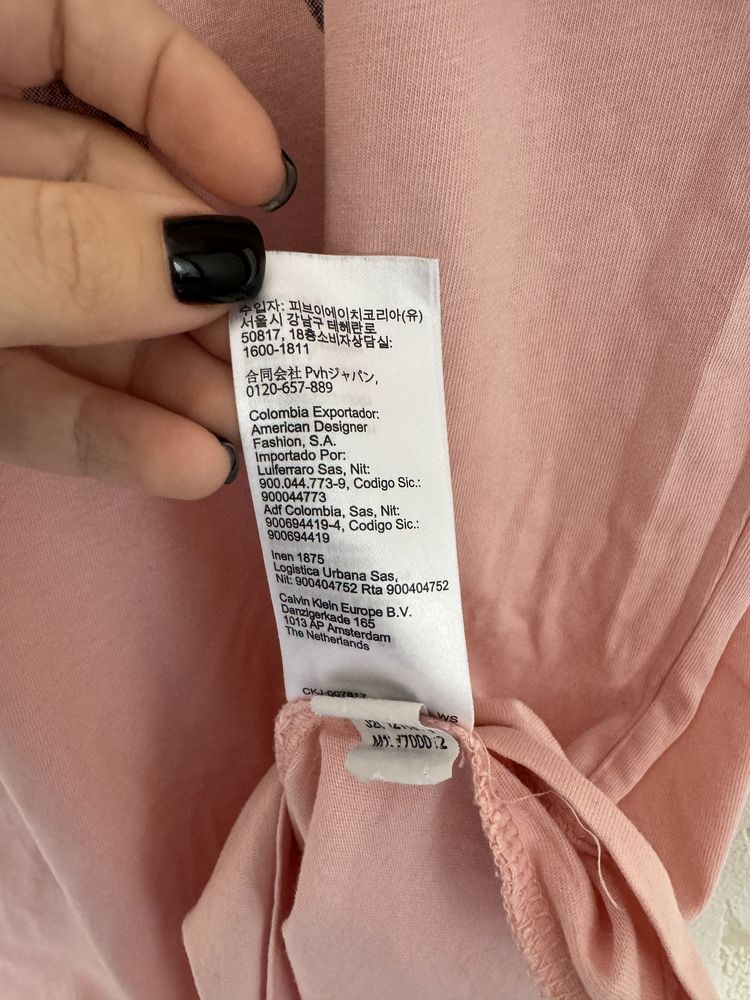 수입자: 피브이에이치코리아(유)
서울시 강남구 테헤란로
50817, 18층소비자상담실:
1600-1811
合同会社 Pvhジャパン,
0120-657-889
Colombia Exportador:
American Designer
Fashion, S.A.
Importado Por:
Luiferraro Sas, Nit:
900.044.773-9, Codigo Sic.:
900044773
Adf Colombia, Sas, Nit:
900694419-4, Codigo Sic.:
900694419
Inen 1875
Logistica Urbana Sas,
Nit: 900404752 Rta 900404752
Calvin Klein Europe B.V.
Danzigerkade 165
1013 AP Amsterdam
The Netherlands
WS